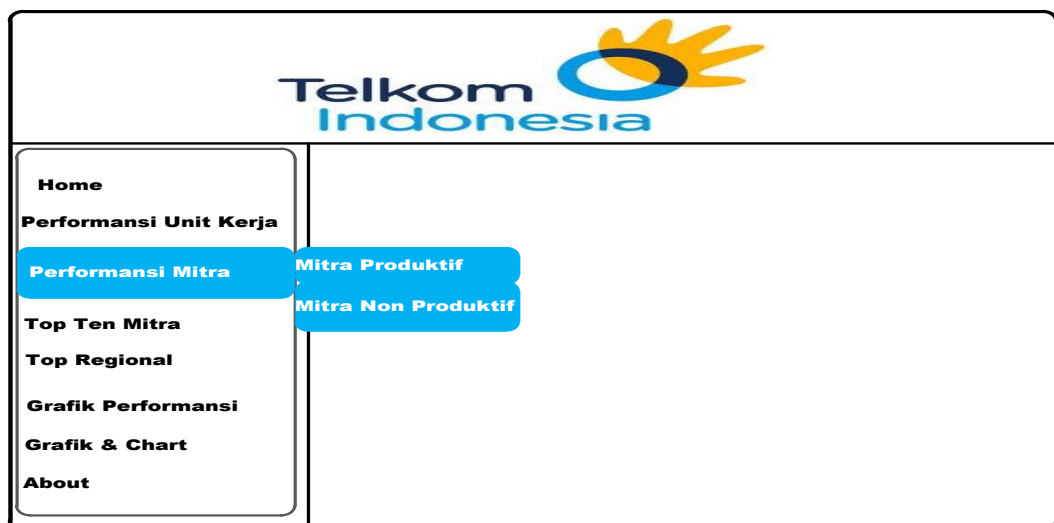 Telkom
Indonesia
Home
Performansi Unit Kerja
Performansi Mitra
Mitra Produktif
Mitra Non Produktif
Top Ten Mitra
Top Regional
Grafik Performansi
Grafik & Chart
About